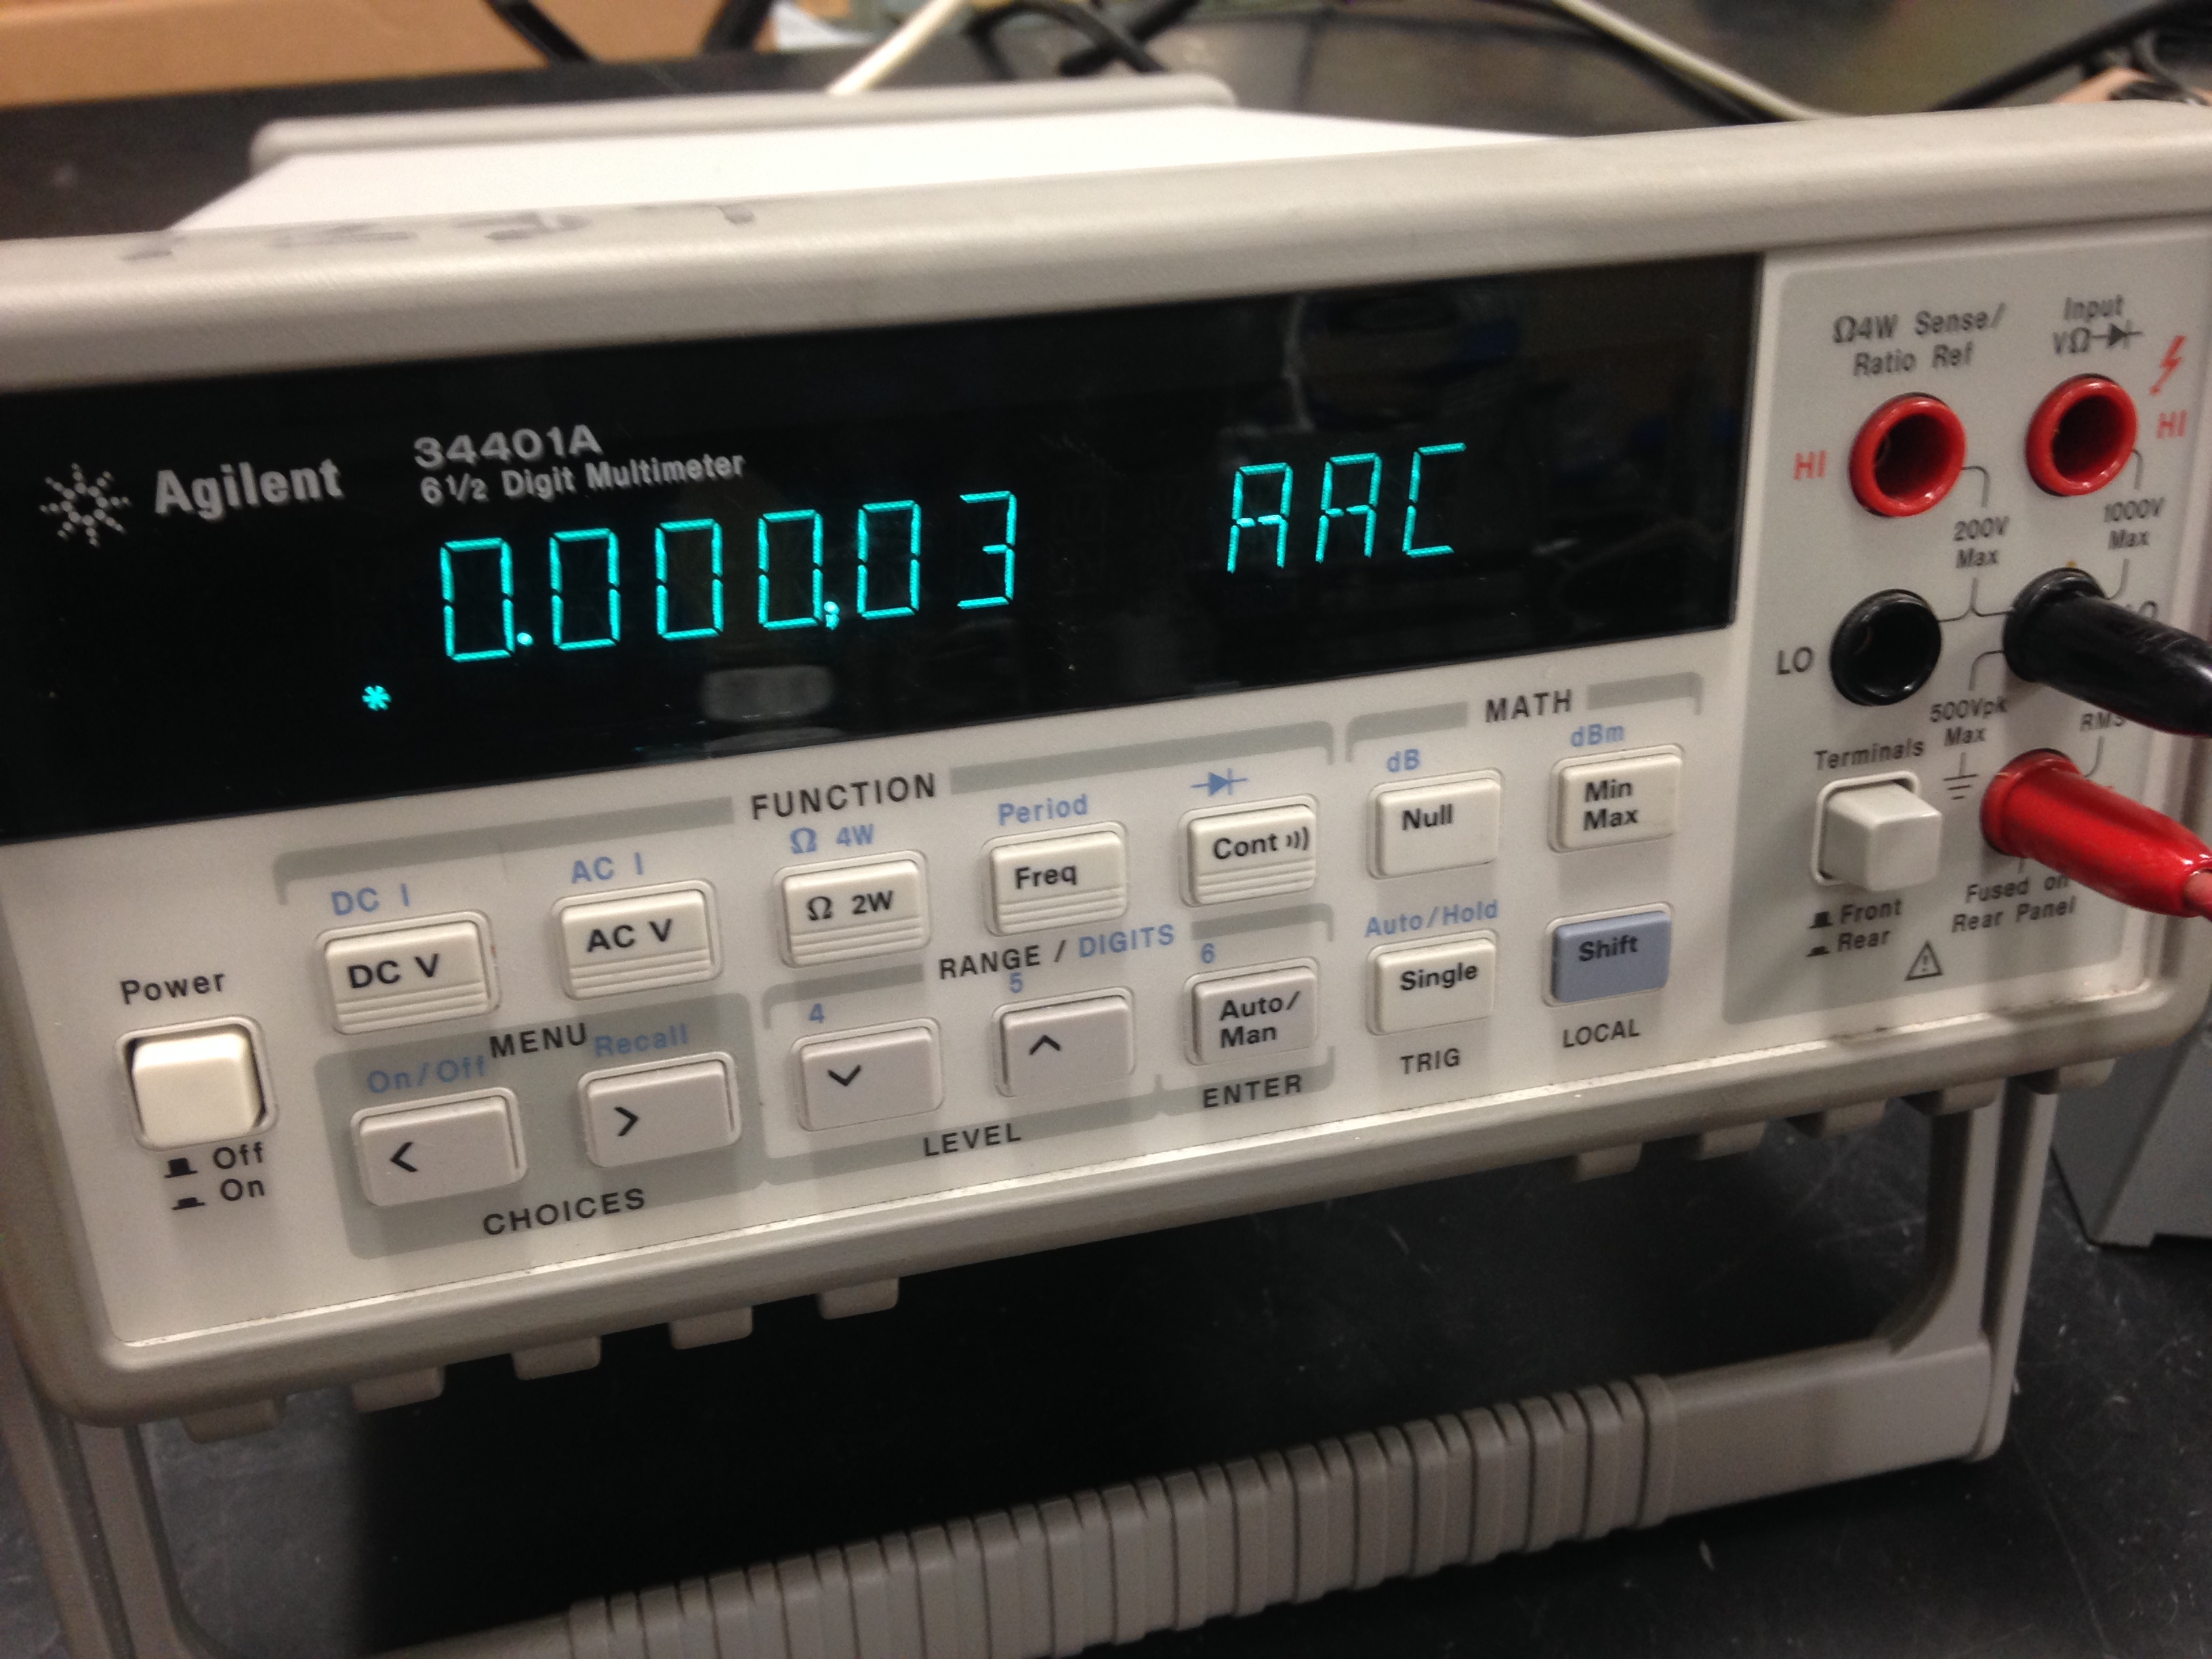 Agilent
34401A
6½ Digit Multimeter
0.000,03 AAC
*
Ω4W Sense/
Ratio Ref
Input
VΩ
HI
HI
200V
Max
1000V
Max
LO
500Vpk
Max
RMS
Terminals
Front
Rear
Fused on
Rear Panel
FUNCTION
MATH
DC I
AC I
Ω 4W
Period
dB
dBm
DC V
AC V
Ω 2W
Freq
Cont
Null
Min
Max
Power
Off
On
MENU
On/Off
Recall
<
>
CHOICES
RANGE / DIGITS
4
5
6
Auto/
Man
LEVEL
ENTER
Auto/Hold
Single
TRIG
Shift
LOCAL